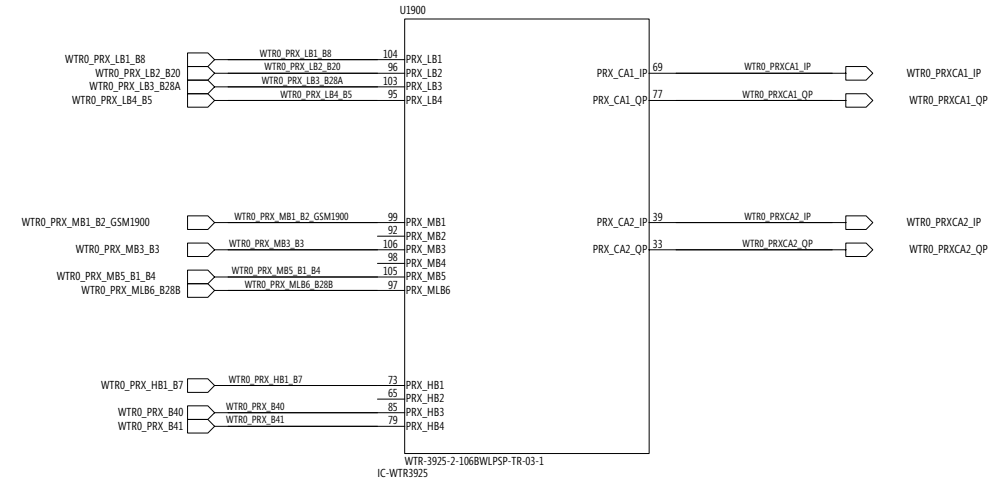 U1900
WTR0_PRX_LB1_B8 WTR0_PRX_LB1_B8 104 PRX_LB1
WTR0_PRX_LB2_B20 WTR0_PRX_LB2_B20 96 PRX_LB2 PRX_CA1_IP 69 WTR0_PRXCA1_IP WTR0_PRXCA1_IP
WTR0_PRX_LB3_B28A WTR0_PRX_LB3_B28A 103 PRX_LB3
WTR0_PRX_LB4_B5 WTR0_PRX_LB4_B5 95 PRX_LB4 PRX_CA1_QP 77 WTR0_PRXCA1_QP WTR0_PRXCA1_QP
WTR0_PRX_MB1_B2_GSM1900 WTR0_PRX_MB1_B2_GSM1900 99 PRX_MB1 PRX_CA2_IP 39 WTR0_PRXCA2_IP WTR0_PRXCA2_IP
92 PRX_MB2
WTR0_PRX_MB3_B3 WTR0_PRX_MB3_B3 106 PRX_MB3 PRX_CA2_QP 33 WTR0_PRXCA2_QP WTR0_PRXCA2_QP
98 PRX_MB4
WTR0_PRX_MB5_B1_B4 WTR0_PRX_MB5_B1_B4 105 PRX_MB5
WTR0_PRX_MLB6_B28B WTR0_PRX_MLB6_B28B 97 PRX_MLB6
WTR0_PRX_HB1_B7 WTR0_PRX_HB1_B7 73 PRX_HB1
65 PRX_HB2
WTR0_PRX_B40 WTR0_PRX_B40 85 PRX_HB3
WTR0_PRX_B41 WTR0_PRX_B41 79 PRX_HB4
WTR-3925-2-106BWLPSP-TR-03-1
IC-WTR3925